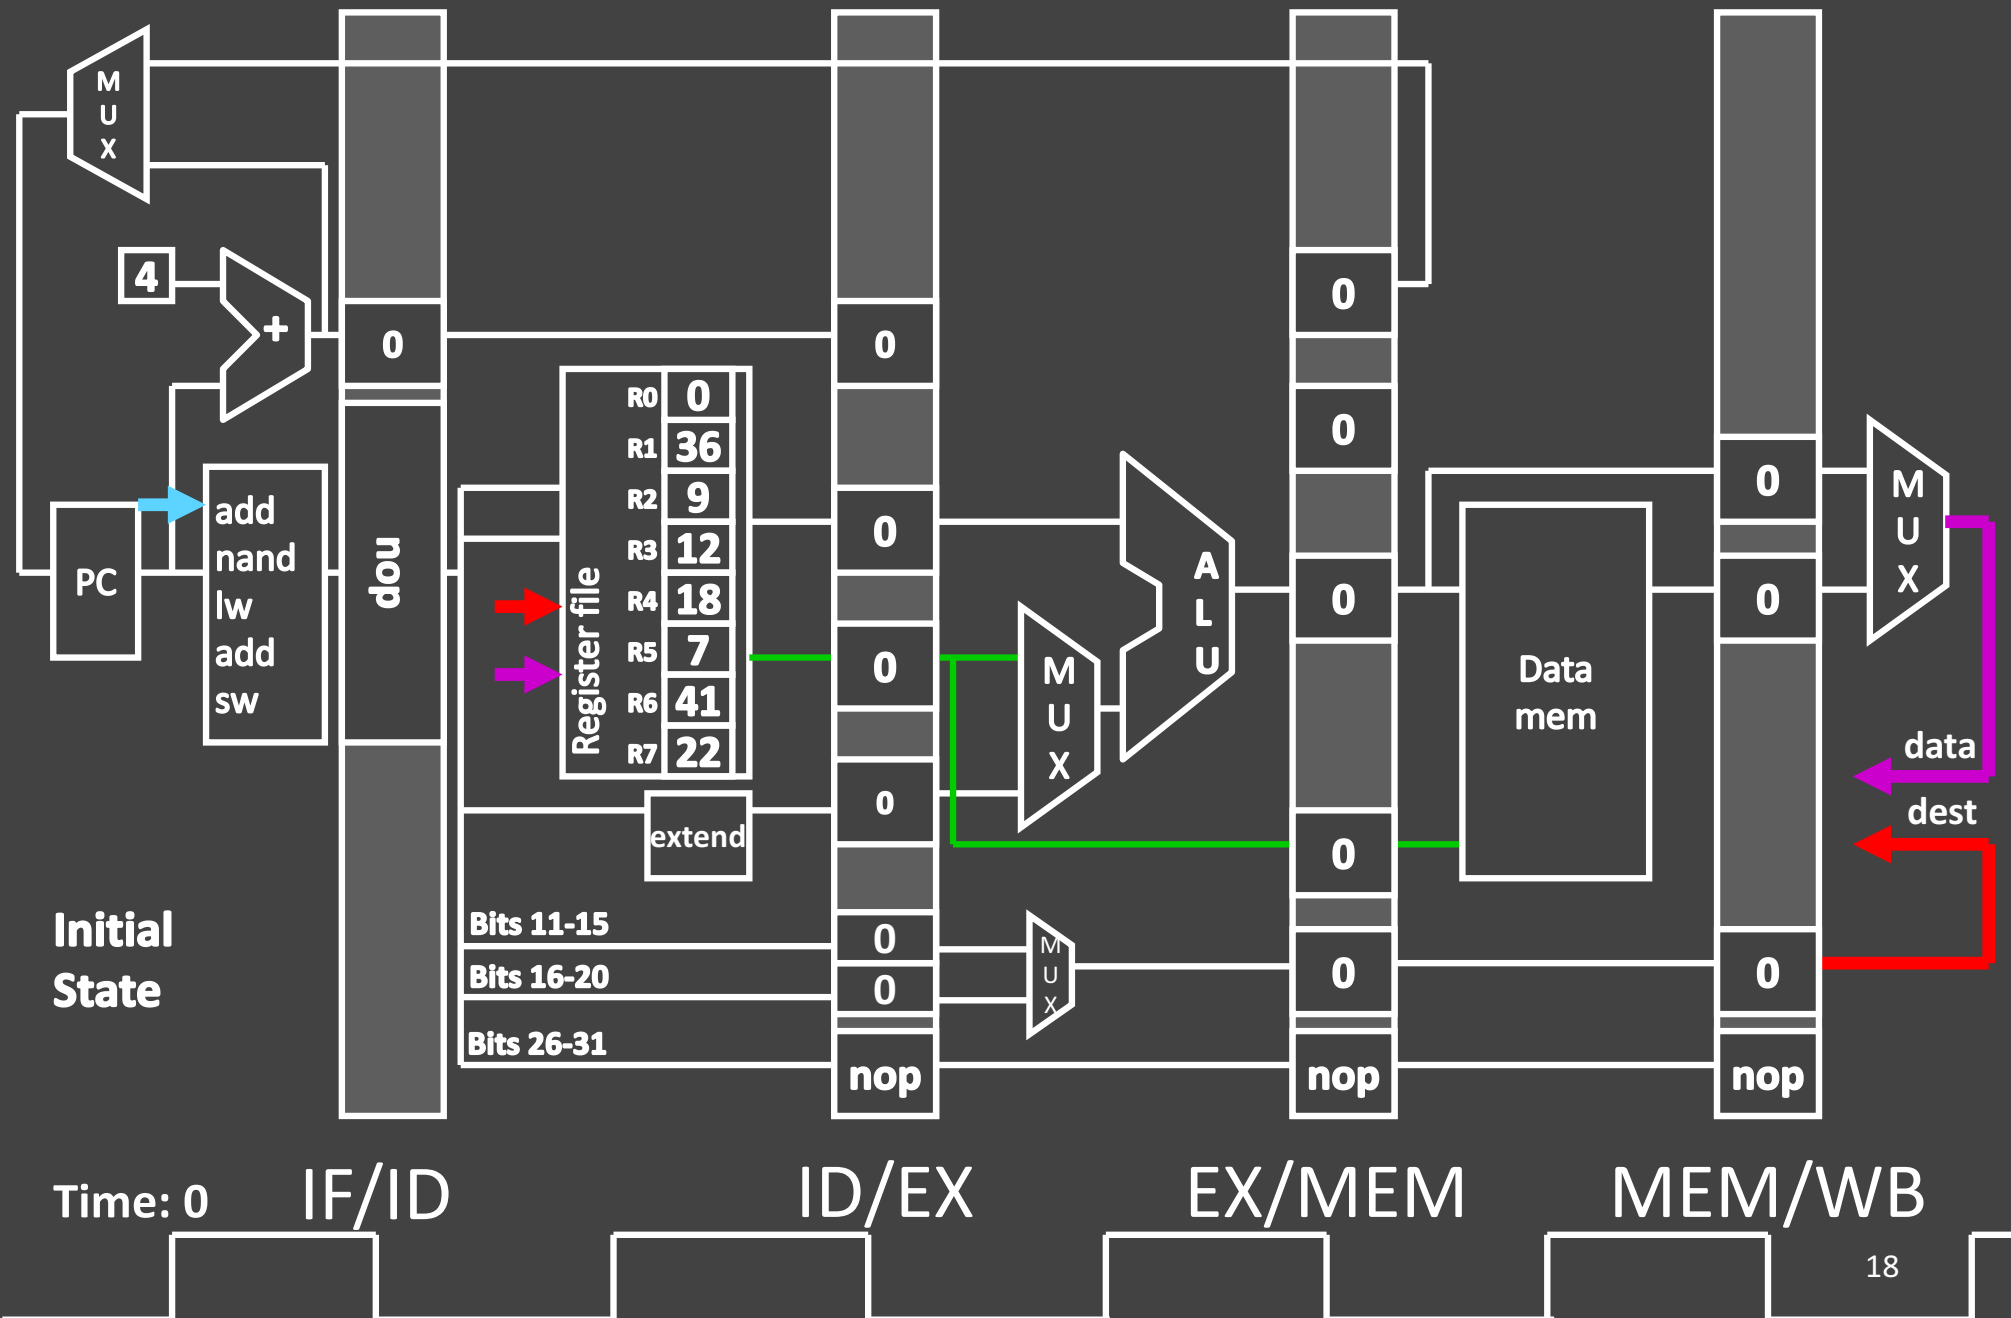 M
U
X
4
+
0
0
0
0
PC
add
nand
lw
add
sw
nop
Register file
R0 0
R1 36
R2 9
R3 12
R4 18
R5 7
R6 41
R7 22
extend
0
0
0
M
U
X
A
L
U
0
Data
mem
0
0
0
M
U
X
data
dest
Bits 11-15
Bits 16-20
Bits 26-31
0
0
M
U
X
0
0
nop
nop
nop
Initial
State
Time: 0
IF/ID
ID/EX
EX/MEM
MEM/WB
18